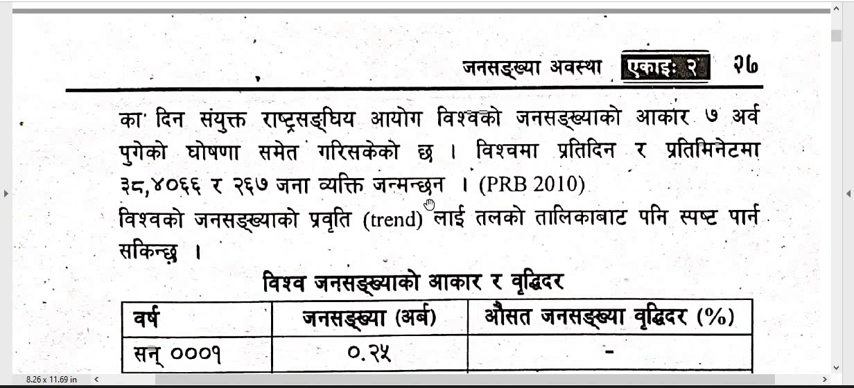 जनसङ्ख्या अवस्था एकाइः २ २७
का दिन संयुक्त राष्ट्रसङ्घिय आयोग विश्वको जनसङ्ख्याको आकार ७ अर्व
पुगेको घोषणा समेत गरिसकेको छ । विश्वमा प्रतिदिन र प्रतिमिनेटमा
३८,४०६६ र २६७ जना व्यक्ति जन्मन्छन । (PRB 2010)
विश्वको जनसङ्ख्याको प्रवृति (trend) लाई तलको तालिकाबाट पनि स्पष्ट पार्न
सकिन्छ ।
विश्व जनसङ्ख्याको आकार र वृद्धिदर
वर्ष जनसङ्ख्या (अर्ब) औसत जनसङ्ख्या वृद्धिदर (%)
सन् ०००१ ०.२५ -
8.26 x 11.69 in